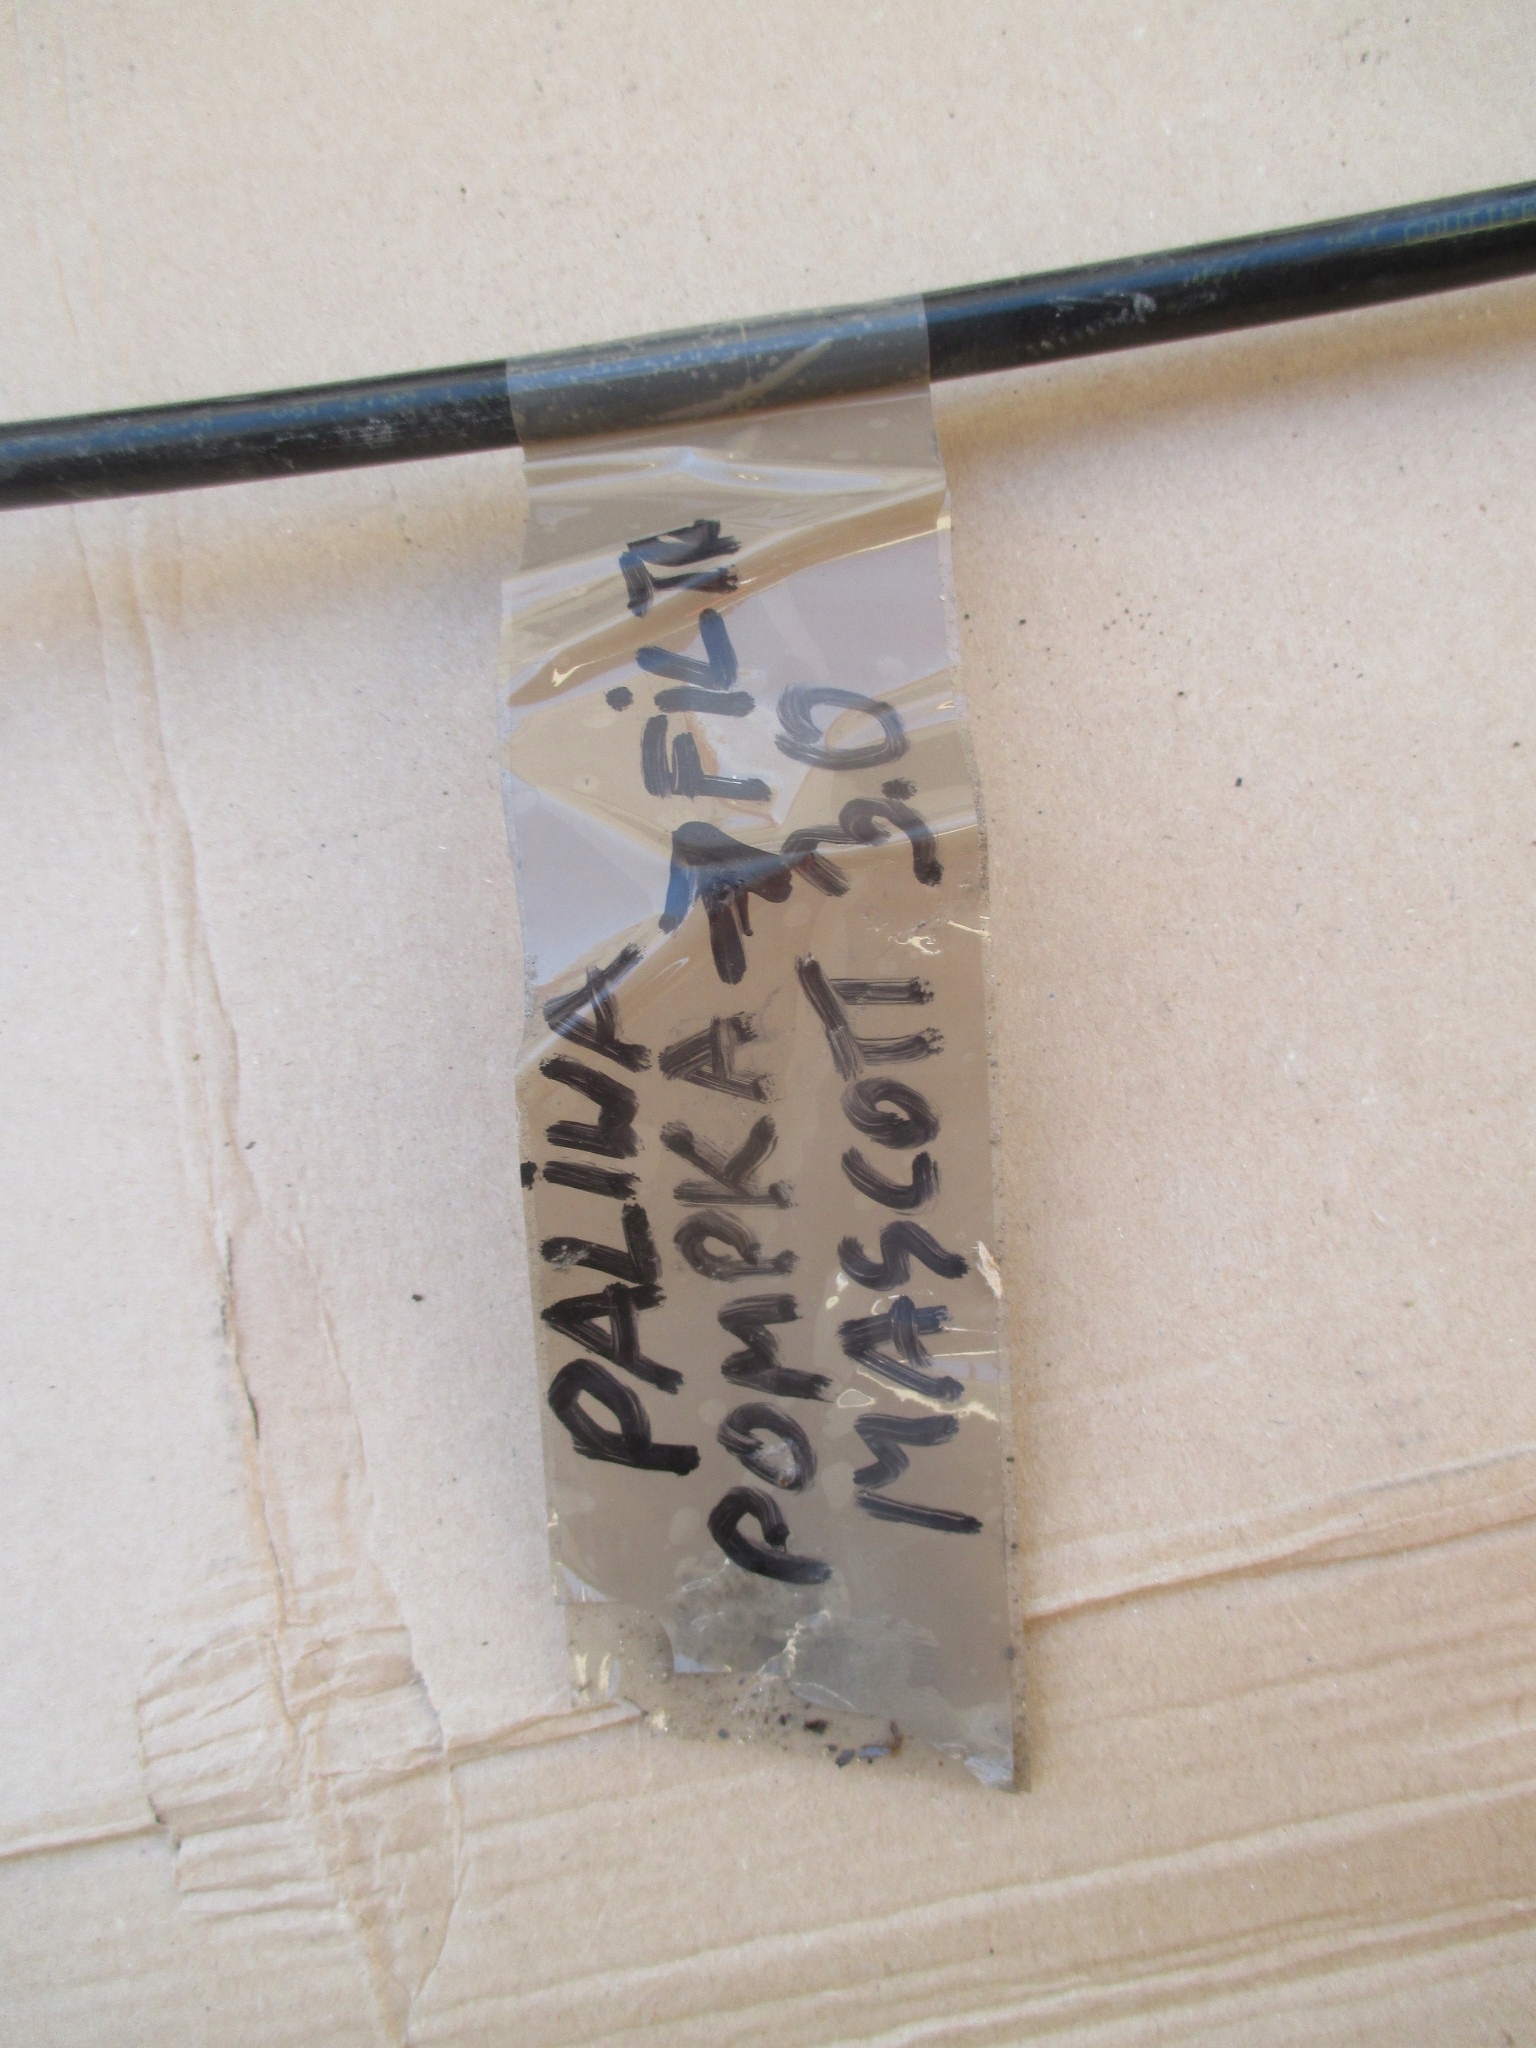 PALIWA
POMPKA → FiLTR
MASCOTT 3.0